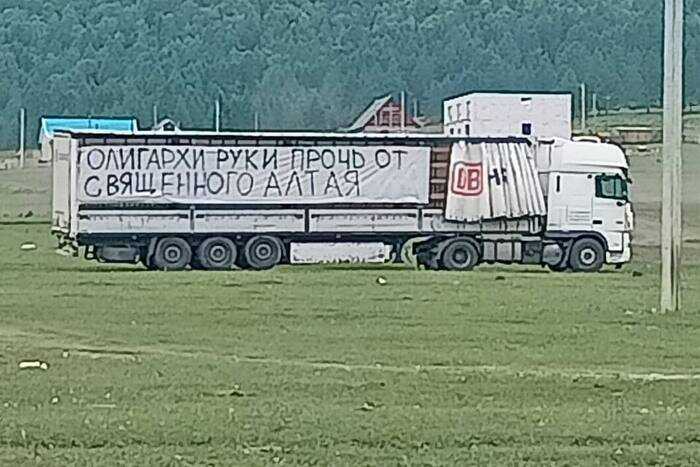 ОЛИГАРХИ РУКИ ПРОЧЬ ОТ
СВЯЩЕННОГО АЛТАЯ
DB